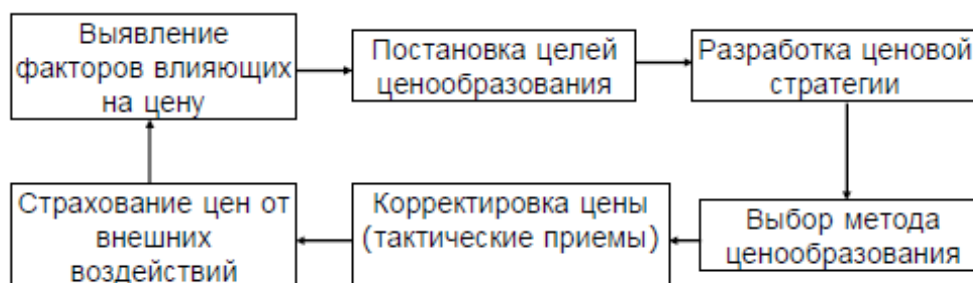 Выявление
факторов влияющих
на цену
Постановка целей
ценообразования
Разработка ценовой
стратегии
Выбор метода
ценообразования
Корректировка цены
(тактические приемы)
Страхование цен от
внешних
воздействий